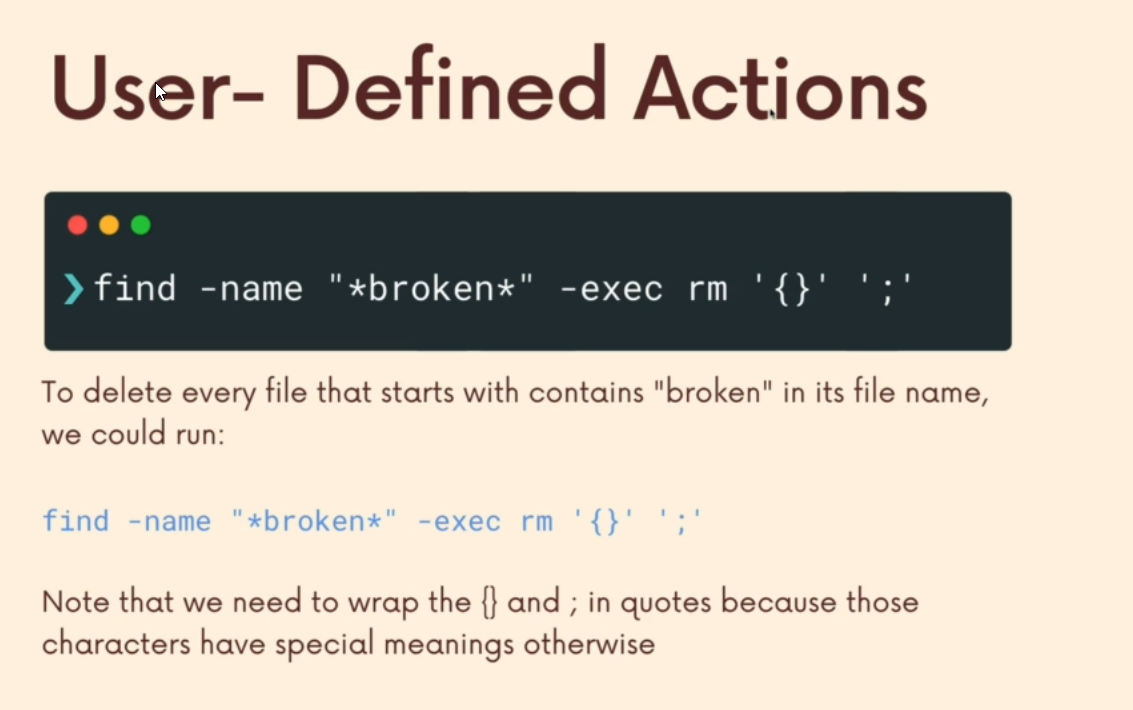 User- Defined Actions
❯find -name "*broken*" -exec rm '{}' ';'
To delete every file that starts with contains "broken" in its file name,
we could run:
find -name "*broken*" -exec rm '{}' ';'
Note that we need to wrap the {} and ; in quotes because those
characters have special meanings otherwise